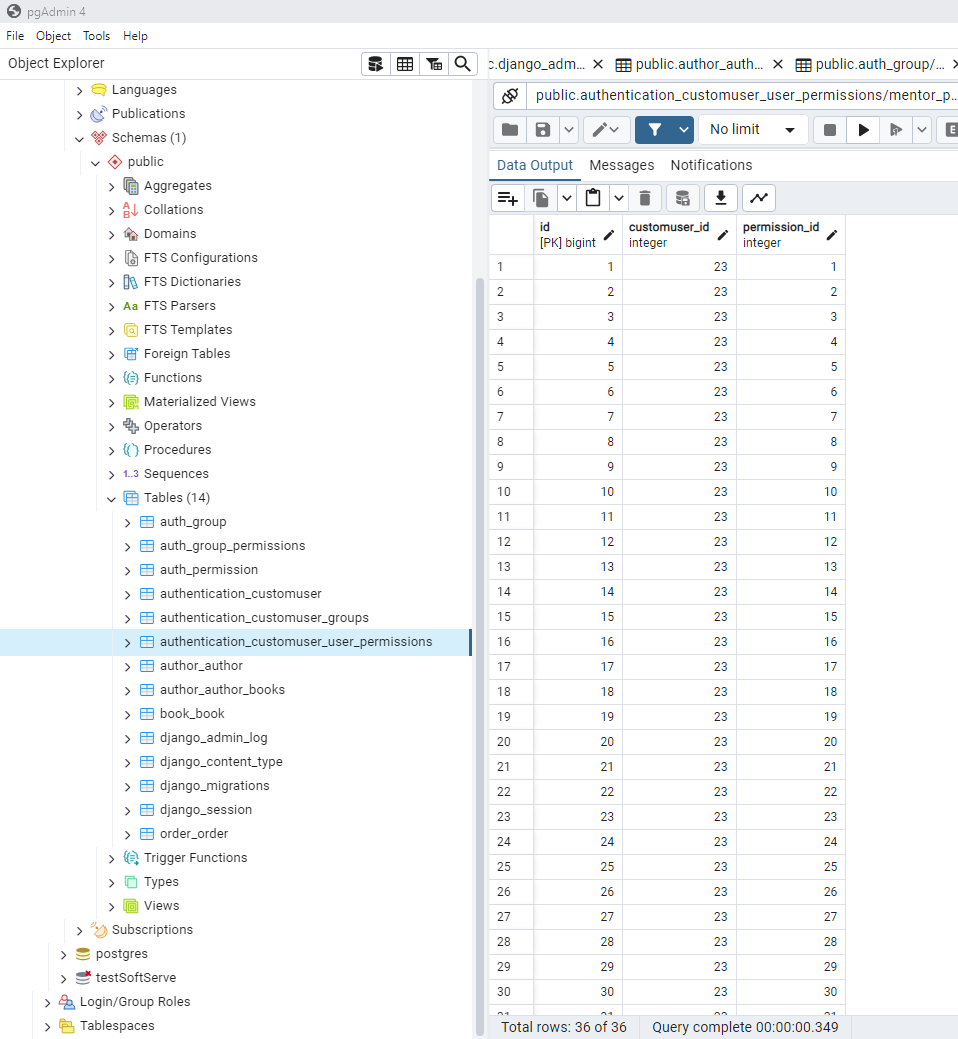 pgAdmin 4
File Object Tools Help
Object Explorer
Languages
Publications
Schemas (1)
public
Aggregates
Collations
Domains
FTS Configurations
FTS Dictionaries
Aa FTS Parsers
FTS Templates
Foreign Tables
Functions
Materialized Views
Operators
Procedures
1..3 Sequences
Tables (14)
auth_group
auth_group_permissions
auth_permission
authentication_customuser
authentication_customuser_groups
authentication_customuser_user_permissions
author_author
author_author_books
book_book
django_admin_log
django_content_type
django_migrations
django_session
order_order
Trigger Functions
Types
Views
Subscriptions
postgres
testSoftServe
Login/Group Roles
Tablespaces
c.django_adm... public.author_auth... public.auth_group/...
public.authentication_customuser_user_permissions/mentor_p...
No limit E
Data Output Messages Notifications
id customuser_id permission_id
[PK] bigint integer integer
1 1 23 1
2 2 23 2
3 3 23 3
4 4 23 4
5 5 23 5
6 6 23 6
7 7 23 7
8 8 23 8
9 9 23 9
10 10 23 10
11 11 23 11
12 12 23 12
13 13 23 13
14 14 23 14
15 15 23 15
16 16 23 16
17 17 23 17
18 18 23 18
19 19 23 19
20 20 23 20
21 21 23 21
22 22 23 22
23 23 23 23
24 24 23 24
25 25 23 25
26 26 23 26
27 27 23 27
28 28 23 28
29 29 23 29
30 30 23 30
Total rows: 36 of 36 Query complete 00:00:00.349